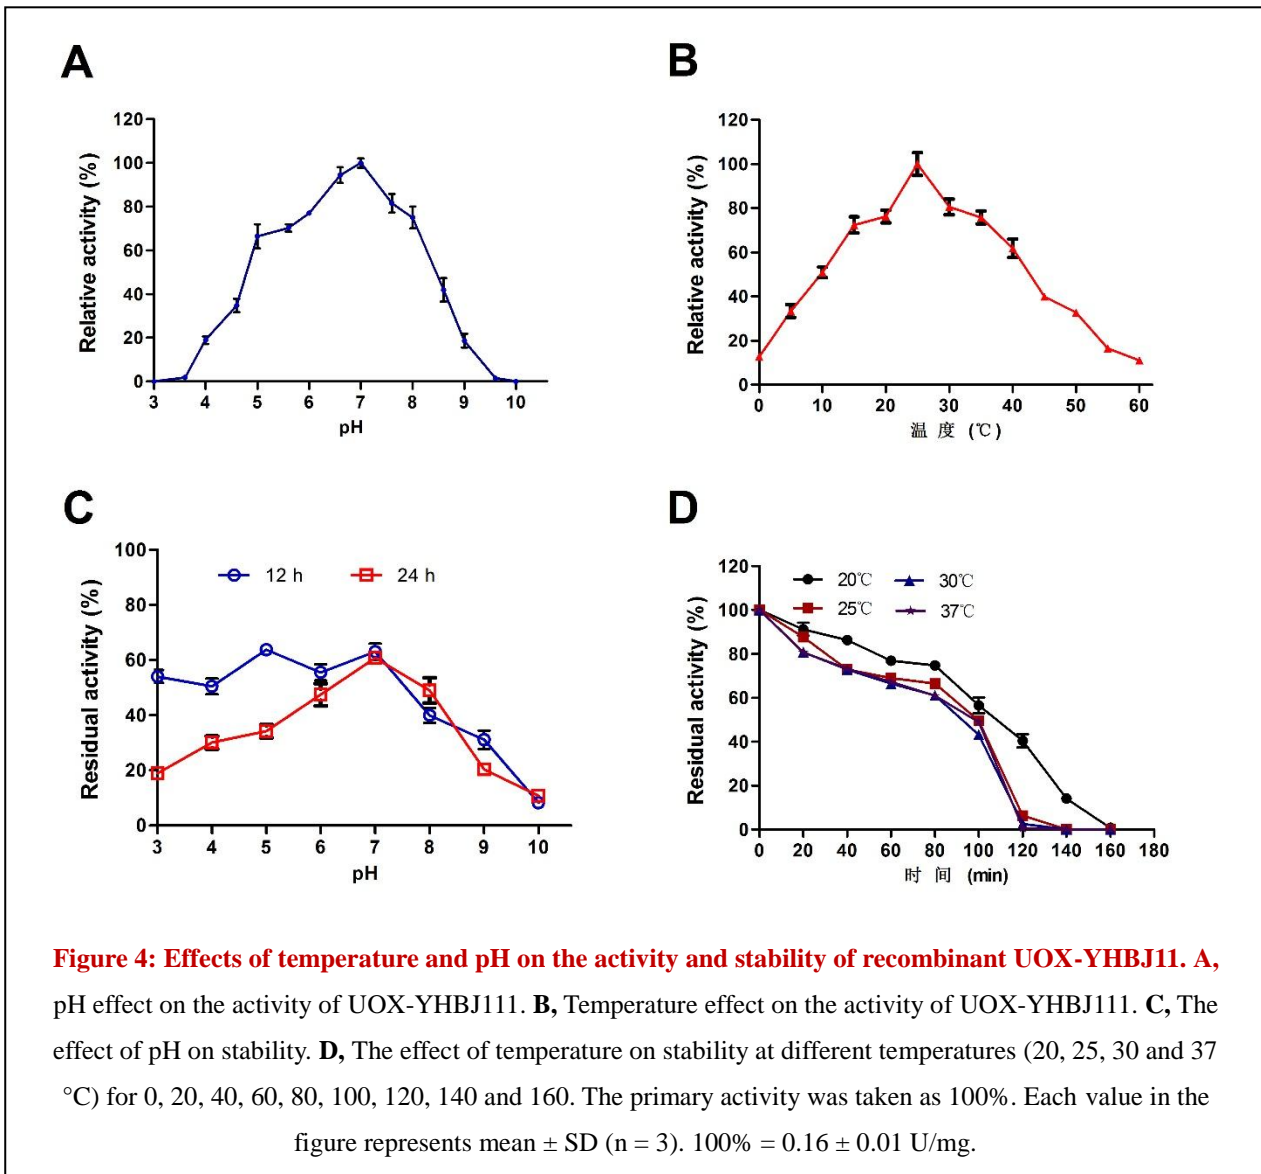 A
120
100
80
60
40
20
0
Relative activity (%)
3 4 5 6 7 8 9 10
pH
B
120
100
80
60
40
20
0
Relative activity (%)
0 10 20 30 40 50 60
温 度 (℃)
C
100
80
60
40
20
0
Residual activity (%)
12 h 24 h
3 4 5 6 7 8 9 10
pH
D
120
100
80
60
40
20
0
Residual activity (%)
20℃ 30℃
25℃ 37℃
0 20 40 60 80 100 120 140 160 180
时 间 (min)
Figure 4: Effects of temperature and pH on the activity and stability of recombinant UOX-YHBJ11. A,
pH effect on the activity of UOX-YHBJ111. B, Temperature effect on the activity of UOX-YHBJ111. C, The
effect of pH on stability. D, The effect of temperature on stability at different temperatures (20, 25, 30 and 37
°C) for 0, 20, 40, 60, 80, 100, 120, 140 and 160. The primary activity was taken as 100%. Each value in the
figure represents mean ± SD (n = 3). 100% = 0.16 ± 0.01 U/mg.